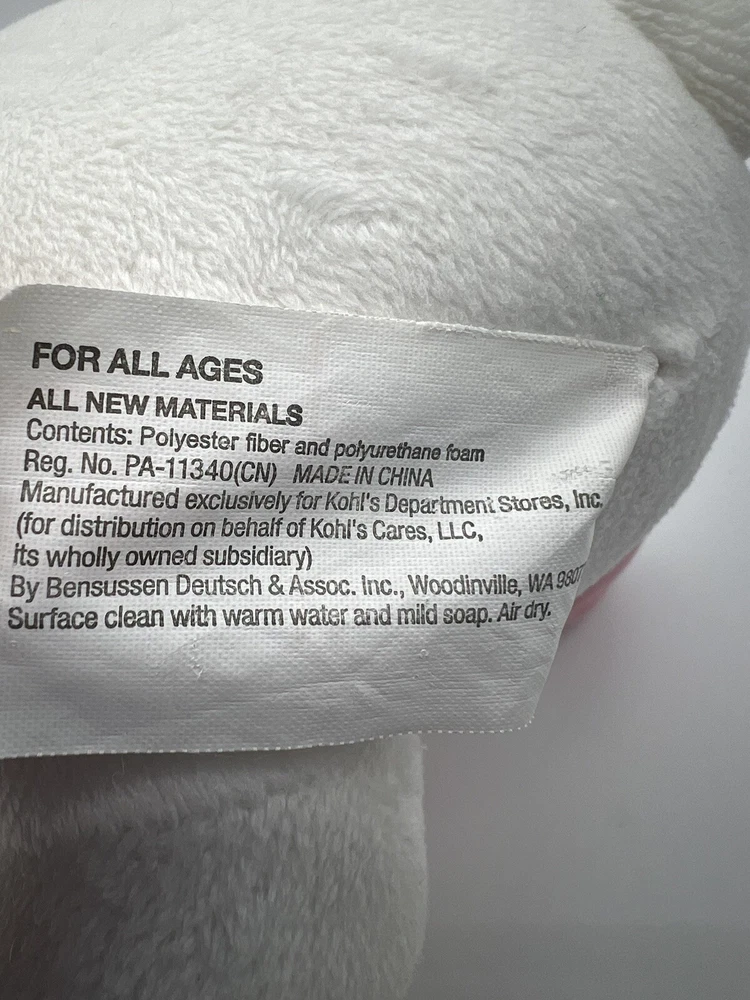 FOR ALL AGES
ALL NEW MATERIALS
Contents: Polyester fiber and polyurethane foam
Reg. No. PA-11340(CN) MADE IN CHINA
Manufactured exclusively for Kohl's Department Stores, Inc.
(for distribution on behalf of Kohl's Cares, LLC,
its wholly owned subsidiary)
By Bensussen Deutsch & Assoc. Inc., Woodinville, WA
Surface clean with warm water and mild soap. Air dry.